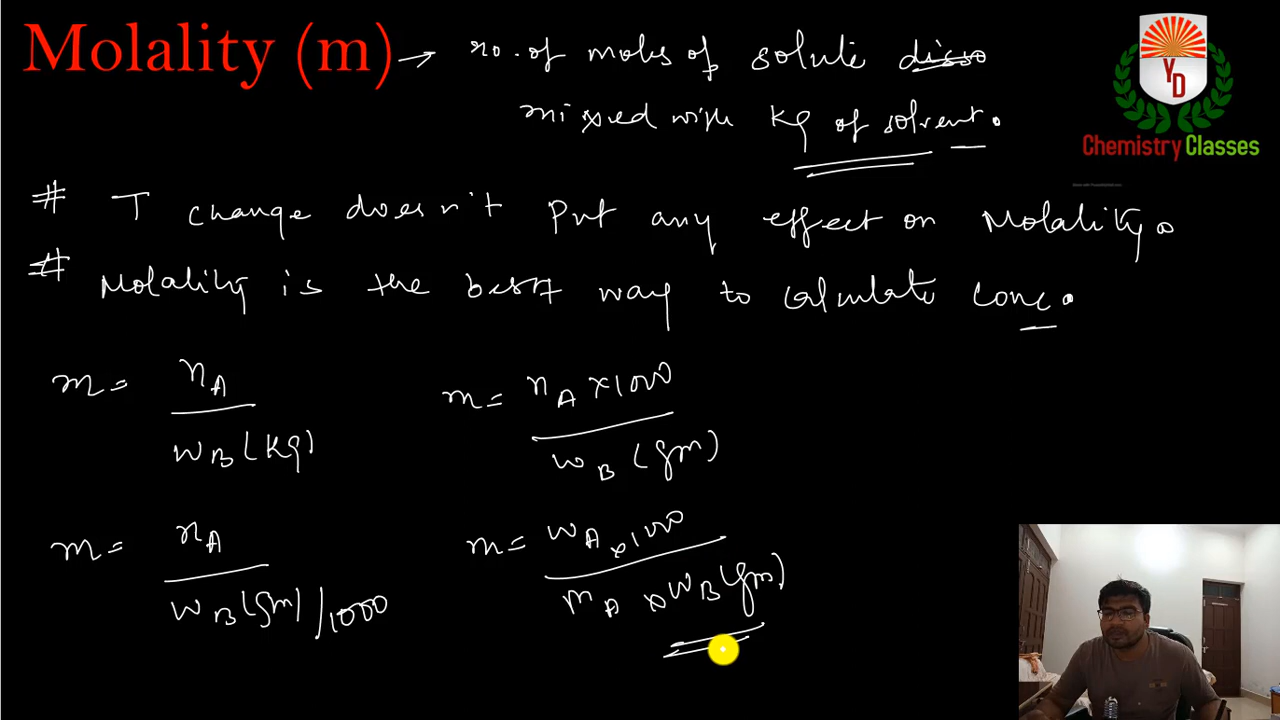 Molality (m) → no. of moles of solute disso
mixed with Kg of solvent.
YD
Chemistry Classes
# T change doesn't put any effect on Molality.
# Molality is the best way to calculate conc.
m = nA / WB (Kg)
m = nA × 1000 / WB (gm)
m = nA / WB (gm) / 1000
m = WA × 1000 / MA × WB (gm)